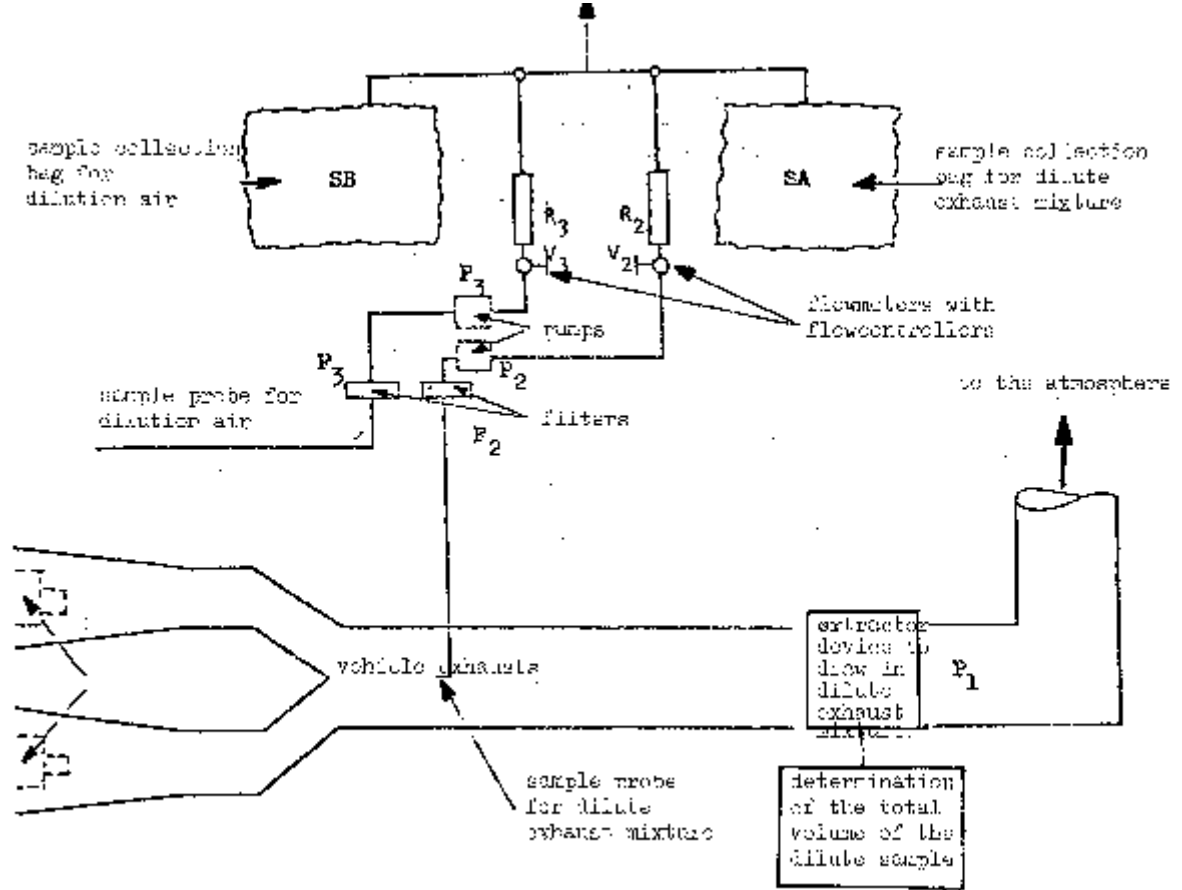 sample collection
bag for
dilution air
SB
SA
sample collection
bag for dilute
exhaust mixture
R3
R2
V3
V2
P3
flowmeters with
flowcontrollers
pumps
P2
P3
to the atmosphere
sample probe for
dilution air
filters
F2
vehicle exhausts
extractor
device to
draw in
dilute
exhaust
mixture
P1
sample probe
for dilute
exhaust mixture
determination
of the total
volume of the
dilute sample